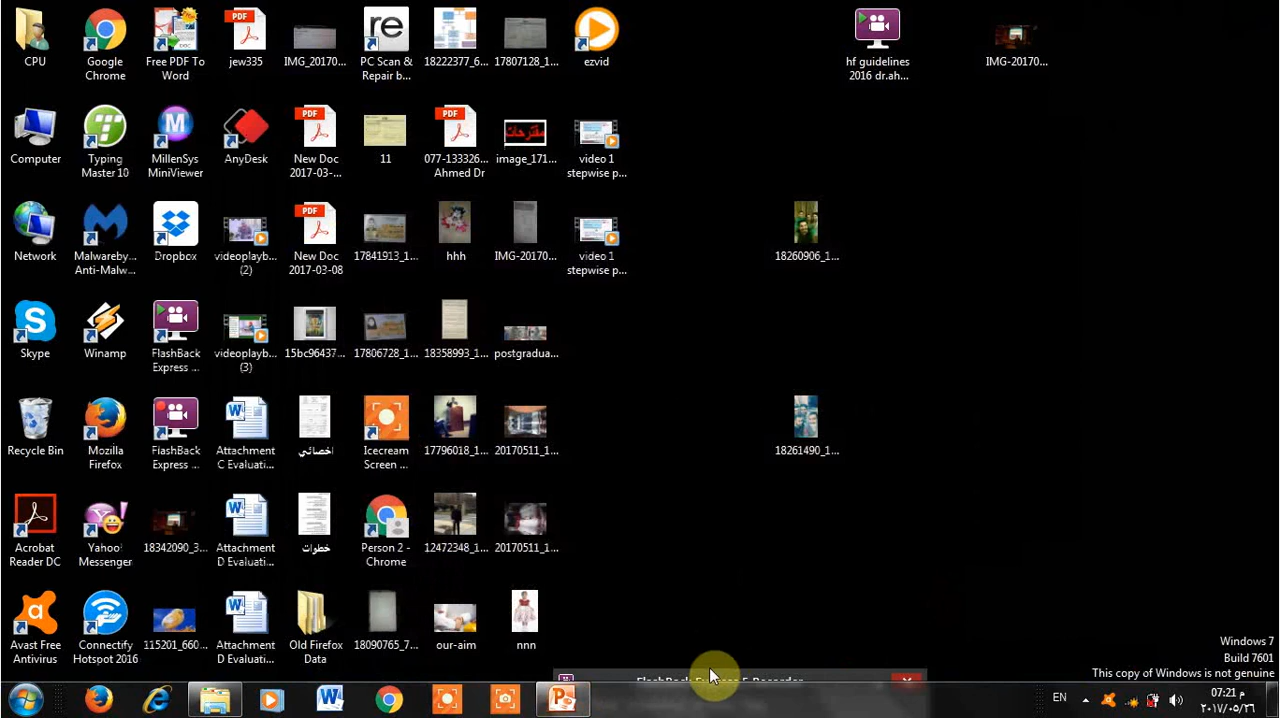 CPU
Google
Chrome
Free PDF To
Word
jew335
IMG_20170...
PC Scan &
Repair b...
18222377_6...
17807128_1...
ezvid
hf guidelines
2016 dr.ah...
IMG-20170...
Computer
Typing
Master 10
MillenSys
MiniViewer
AnyDesk
New Doc
2017-03-...
11
077-133326...
Ahmed Dr
مقترحات
image_171...
video 1
stepwise p...
Network
Malwareby...
Anti-Malw...
Dropbox
videoplayb...
(2)
New Doc
2017-03-08
17841913_1...
hhh
IMG-20170...
video 1
stepwise p...
18260906_1...
Skype
Winamp
FlashBack
Express ...
videoplayb...
(3)
15bc96437...
17806728_1...
18358993_1...
postgradua...
Recycle Bin
Mozilla
Firefox
FlashBack
Express ...
Attachment
C Evaluati...
اخصائي
Icecream
Screen ...
17796018_1...
20170511_1...
18261490_1...
Acrobat
Reader DC
Yahoo!
Messenger
18342090_3...
Attachment
D Evaluati...
خطوات
Person 2 -
Chrome
12472348_1...
20170511_1...
Avast Free
Antivirus
Connectify
Hotspot 2016
115201_660...
Attachment
D Evaluati...
Old Firefox
Data
18090765_7...
our-aim
nnn
Windows 7
Build 7601
This copy of Windows is not genuine
FlashBack Express 5 Recorder
EN
07:21 م
٢٠١٧/٠٥/٢٦